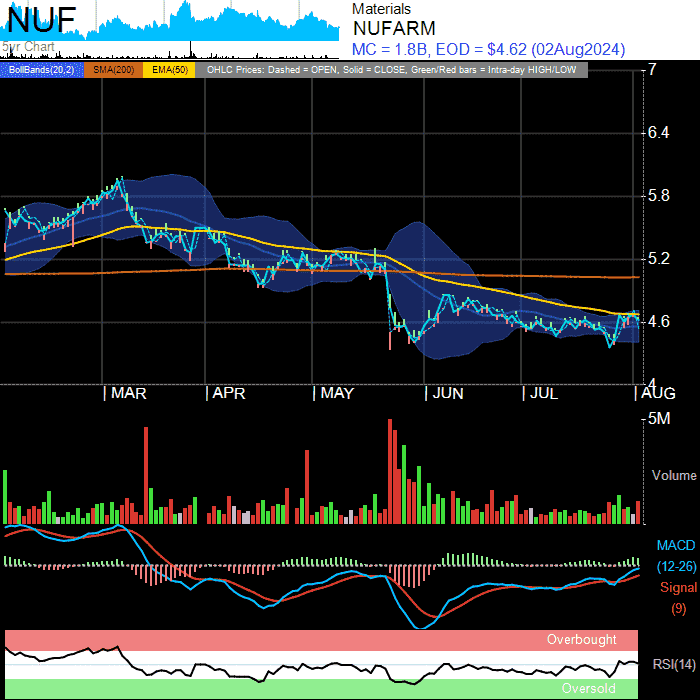 NUF
5yr Chart
Materials
NUFARM
MC = 1.8B, EOD = $4.62 (02Aug2024)
BollBands(20,2) SMA(200) EMA(50) OHLC Prices: Dashed = OPEN, Solid = CLOSE, Green/Red bars = Intra-day HIGH/LOW
7
6.4
5.8
5.2
4.6
4
MAR APR MAY JUN JUL AUG
5M
Volume
MACD
(12-26)
Signal
(9)
Overbought
RSI(14)
Oversold